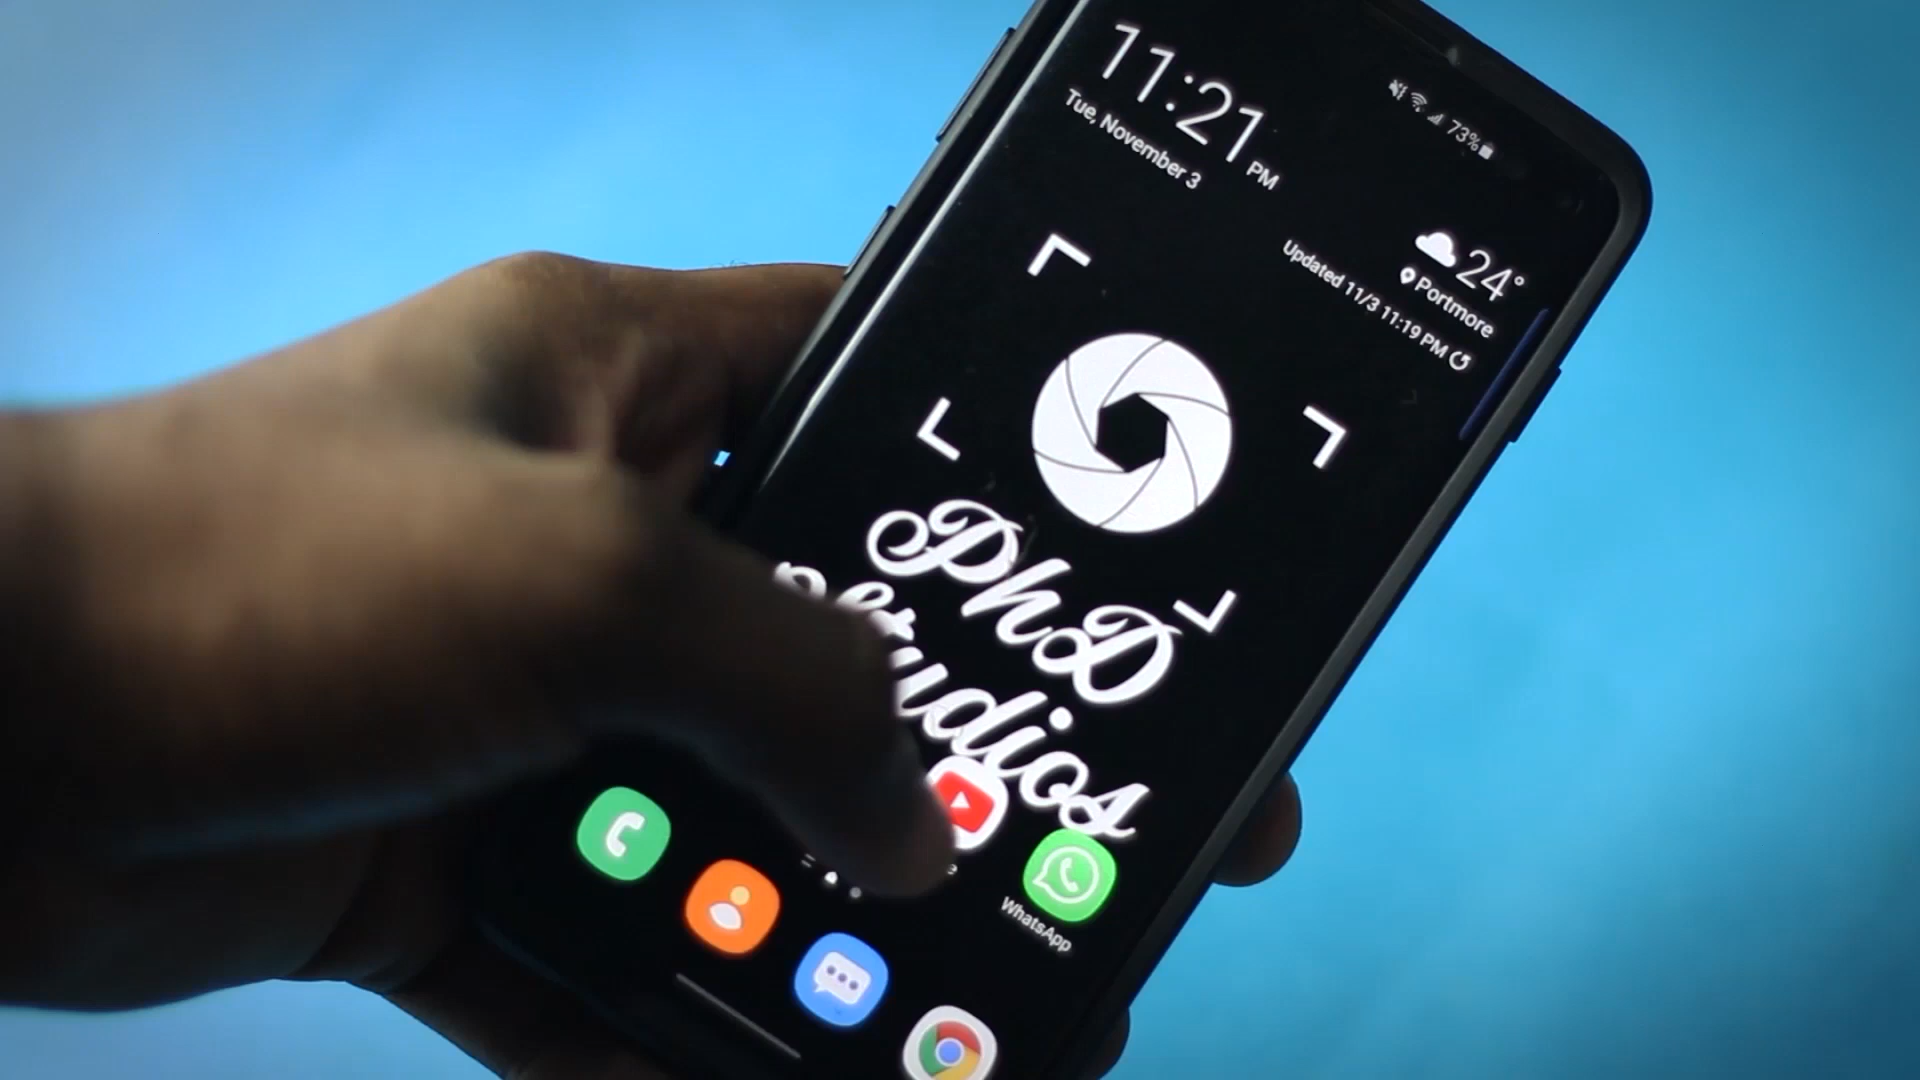 11:21 PM
Tue, November 3
73%
24°
Portmore
Updated 11/3 11:19 PM
PhD
studios
WhatsApp